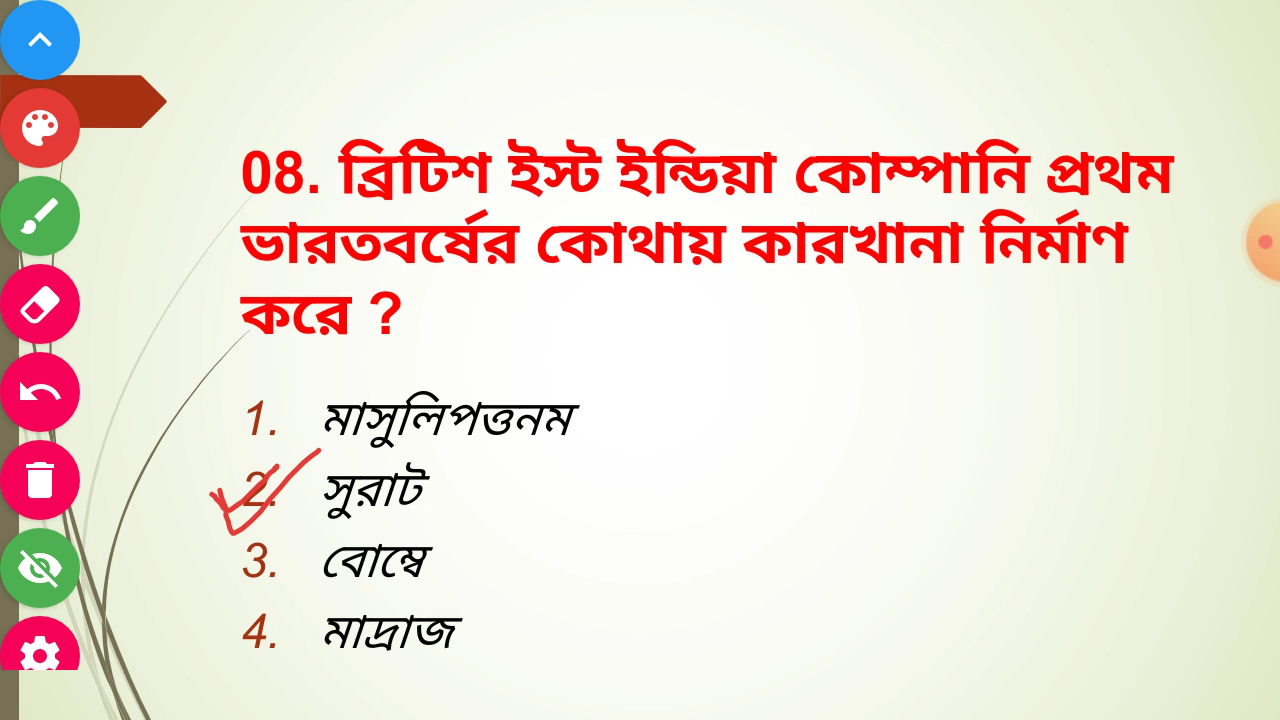 08. ব্রিটিশ ইস্ট ইন্ডিয়া কোম্পানি প্রথম
ভারতবর্ষের কোথায় কারখানা নির্মাণ
করে ?
1. মাসুলিপত্তনম
2. সুরাট
3. বোম্বে
4. মাদ্রাজ